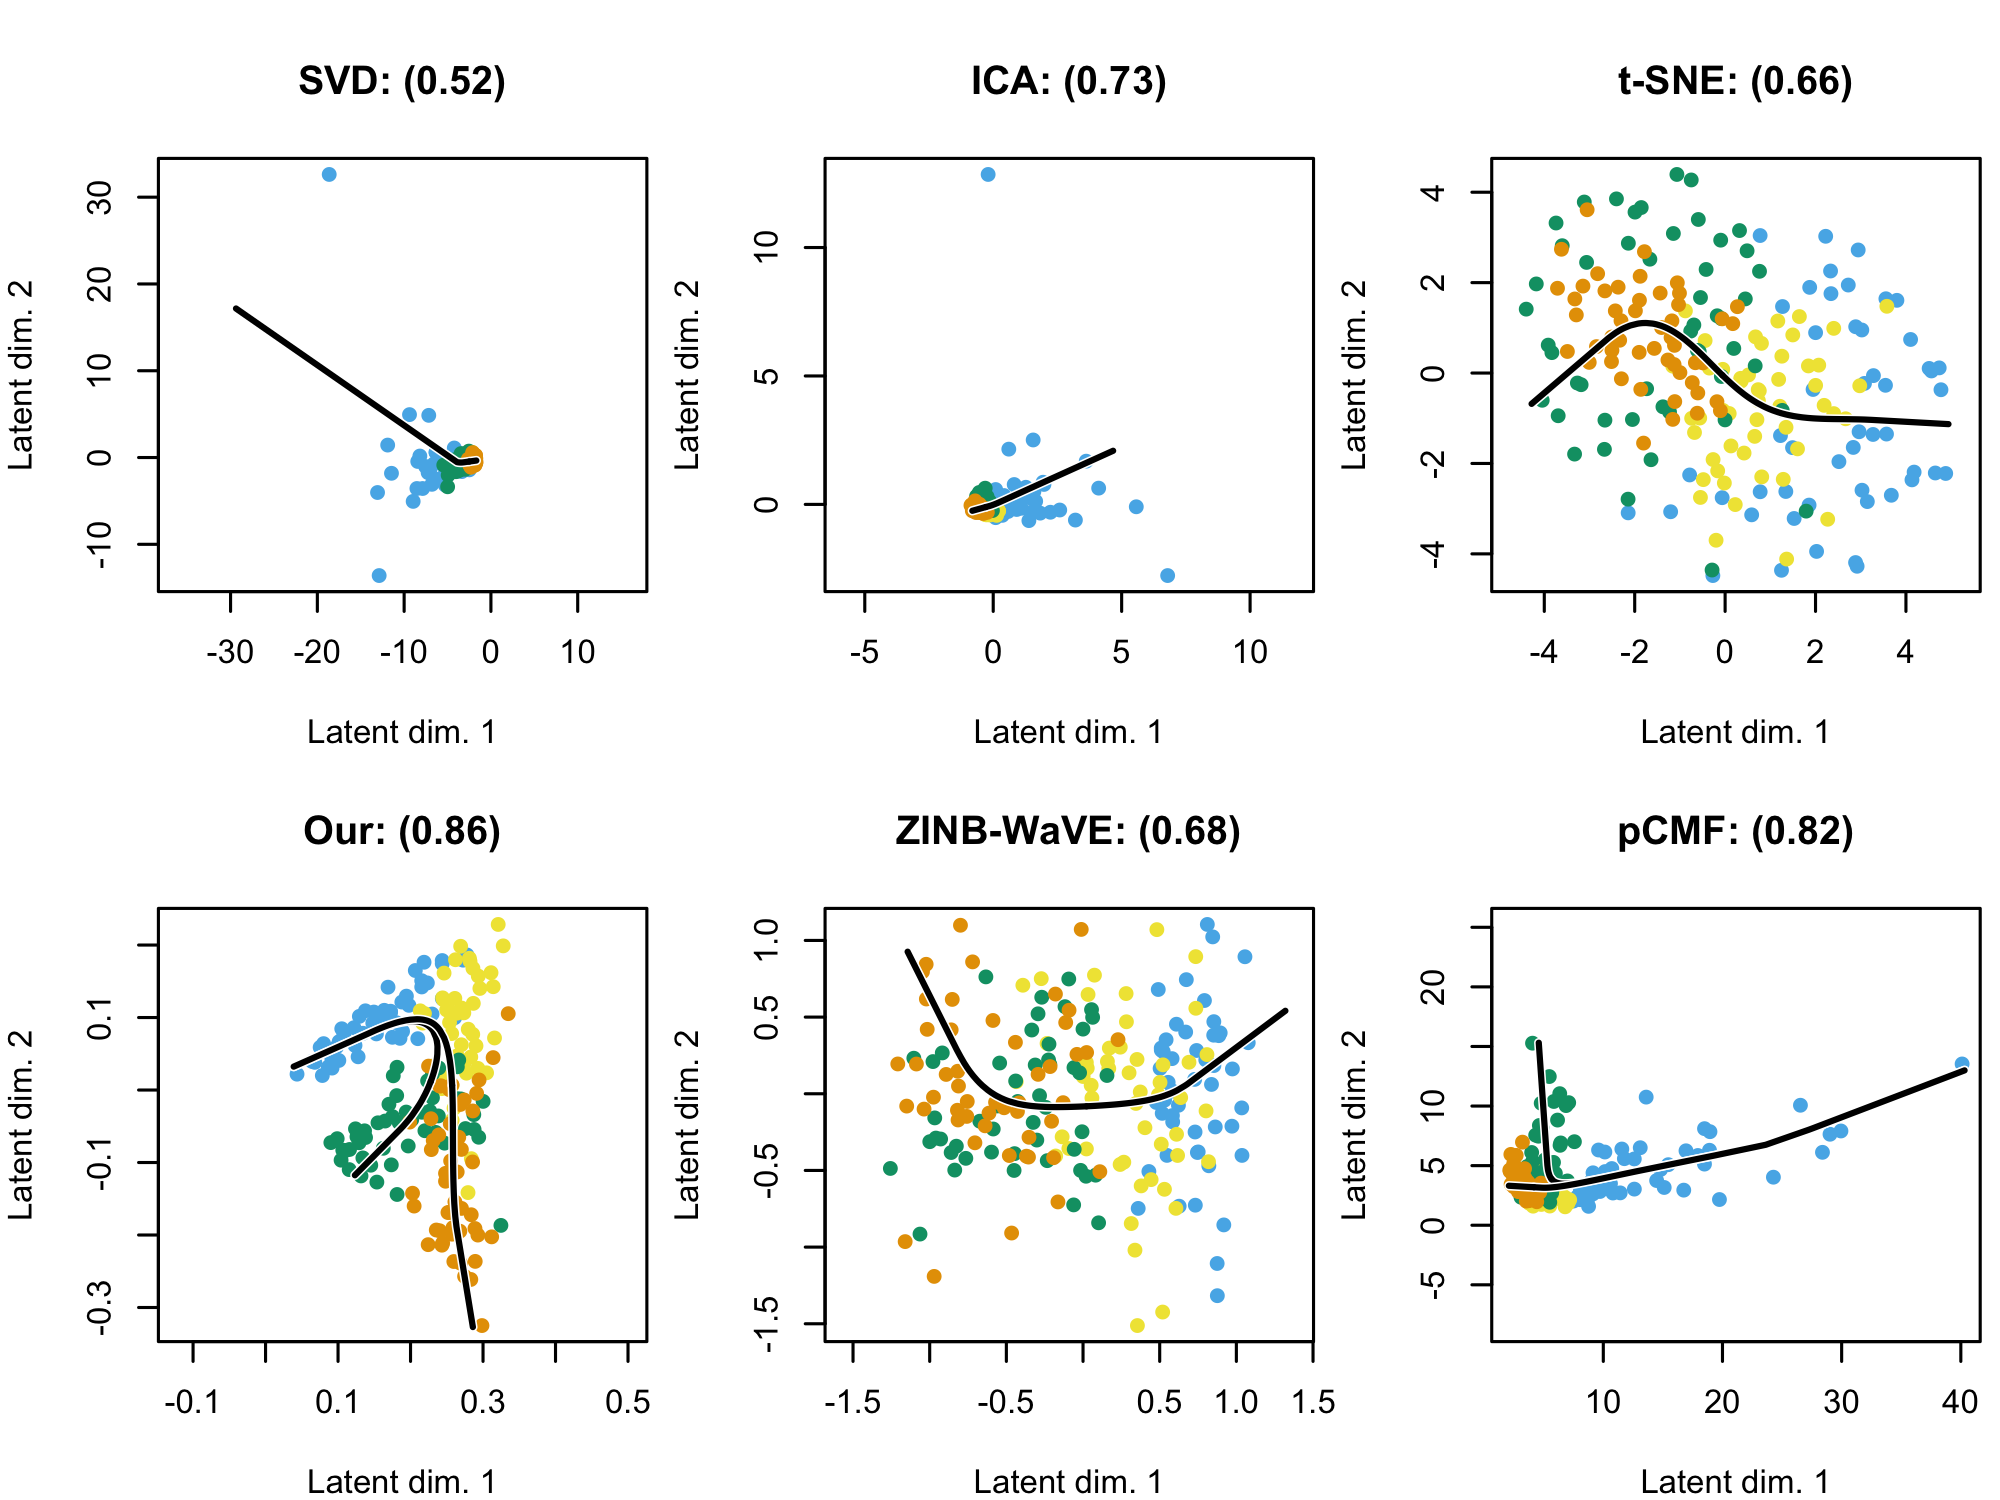 SVD: (0.52)
Latent dim. 2
30
20
10
0
-10
-30 -20 -10 0 10
Latent dim. 1
ICA: (0.73)
Latent dim. 2
10
5
0
-5 0 5 10
Latent dim. 1
t-SNE: (0.66)
Latent dim. 2
4
2
0
-2
-4
-4 -2 0 2 4
Latent dim. 1
Our: (0.86)
Latent dim. 2
0.1
-0.1
-0.3
-0.1 0.1 0.3 0.5
Latent dim. 1
ZINB-WaVE: (0.68)
Latent dim. 2
1.0
0.5
-0.5
-1.5
-1.5 -0.5 0.5 1.0 1.5
Latent dim. 1
pCMF: (0.82)
Latent dim. 2
20
10
5
0
-5
10 20 30 40
Latent dim. 1